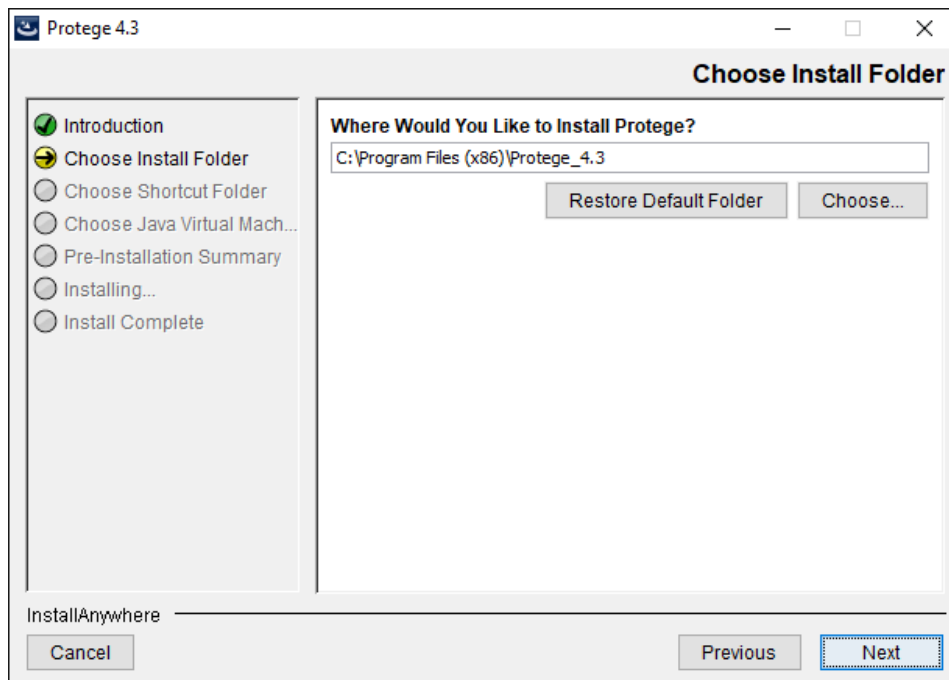 Protege 4.3
Choose Install Folder
Introduction
Choose Install Folder
Choose Shortcut Folder
Choose Java Virtual Mach...
Pre-Installation Summary
Installing...
Install Complete
Where Would You Like to Install Protege?
C:\Program Files (x86)\Protege_4.3
Restore Default Folder Choose...
InstallAnywhere
Cancel Previous Next